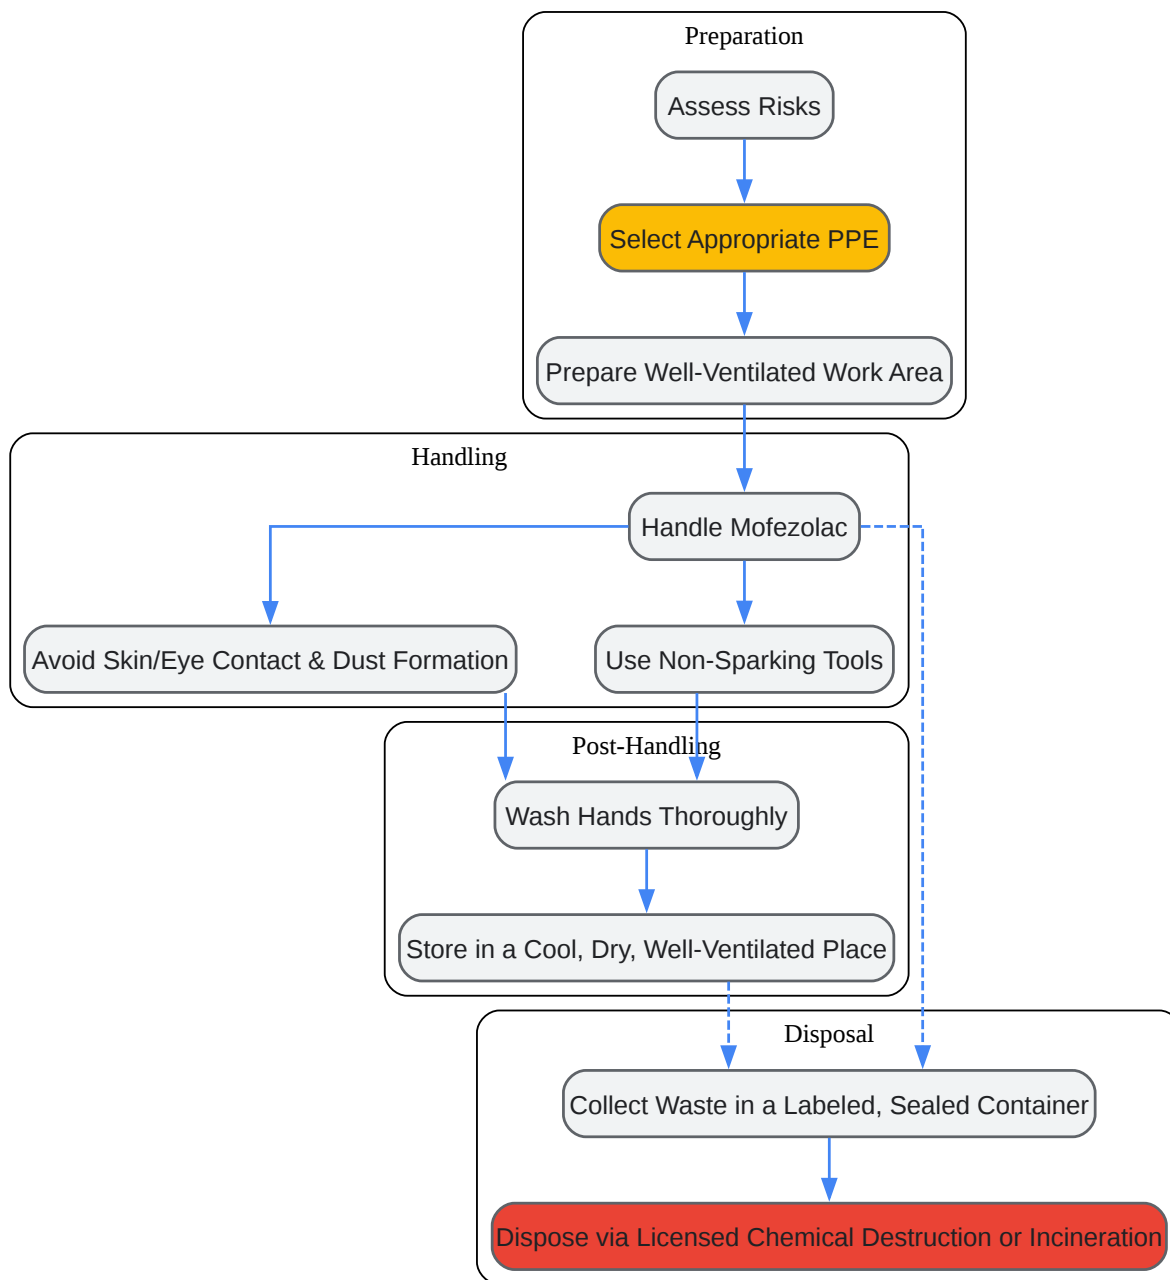 Preparation
Assess Risks
Select Appropriate PPE
Prepare Well-Ventilated Work Area
Handling
Handle Mofezolac
Avoid Skin/Eye Contact & Dust Formation
Use Non-Sparking Tools
Post-Handling
Wash Hands Thoroughly
Store in a Cool, Dry, Well-Ventilated Place
Disposal
Collect Waste in a Labeled, Sealed Container
Dispose via Licensed Chemical Destruction or Incineration